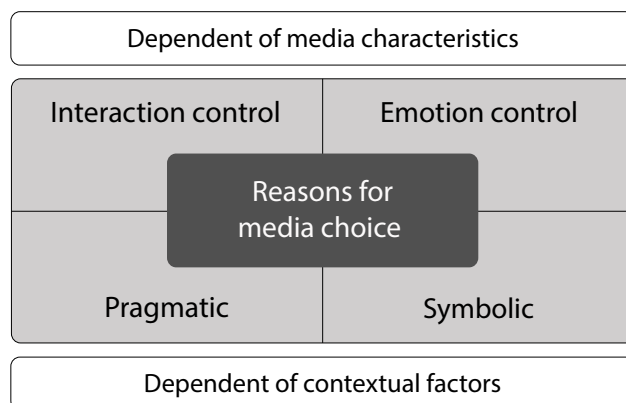 Dependent of media characteristics
Interaction control
Emotion control
Reasons for
media choice
Pragmatic
Symbolic
Dependent of contextual factors